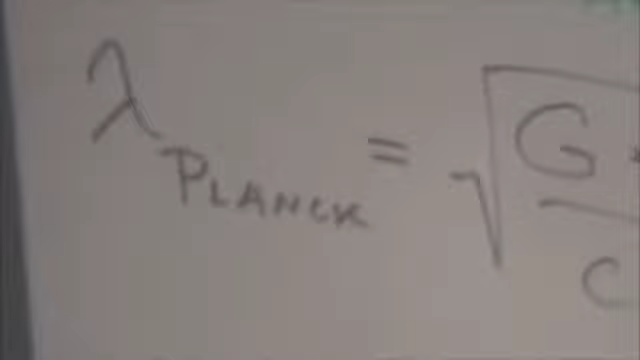 λ PLANCK = √ G
c